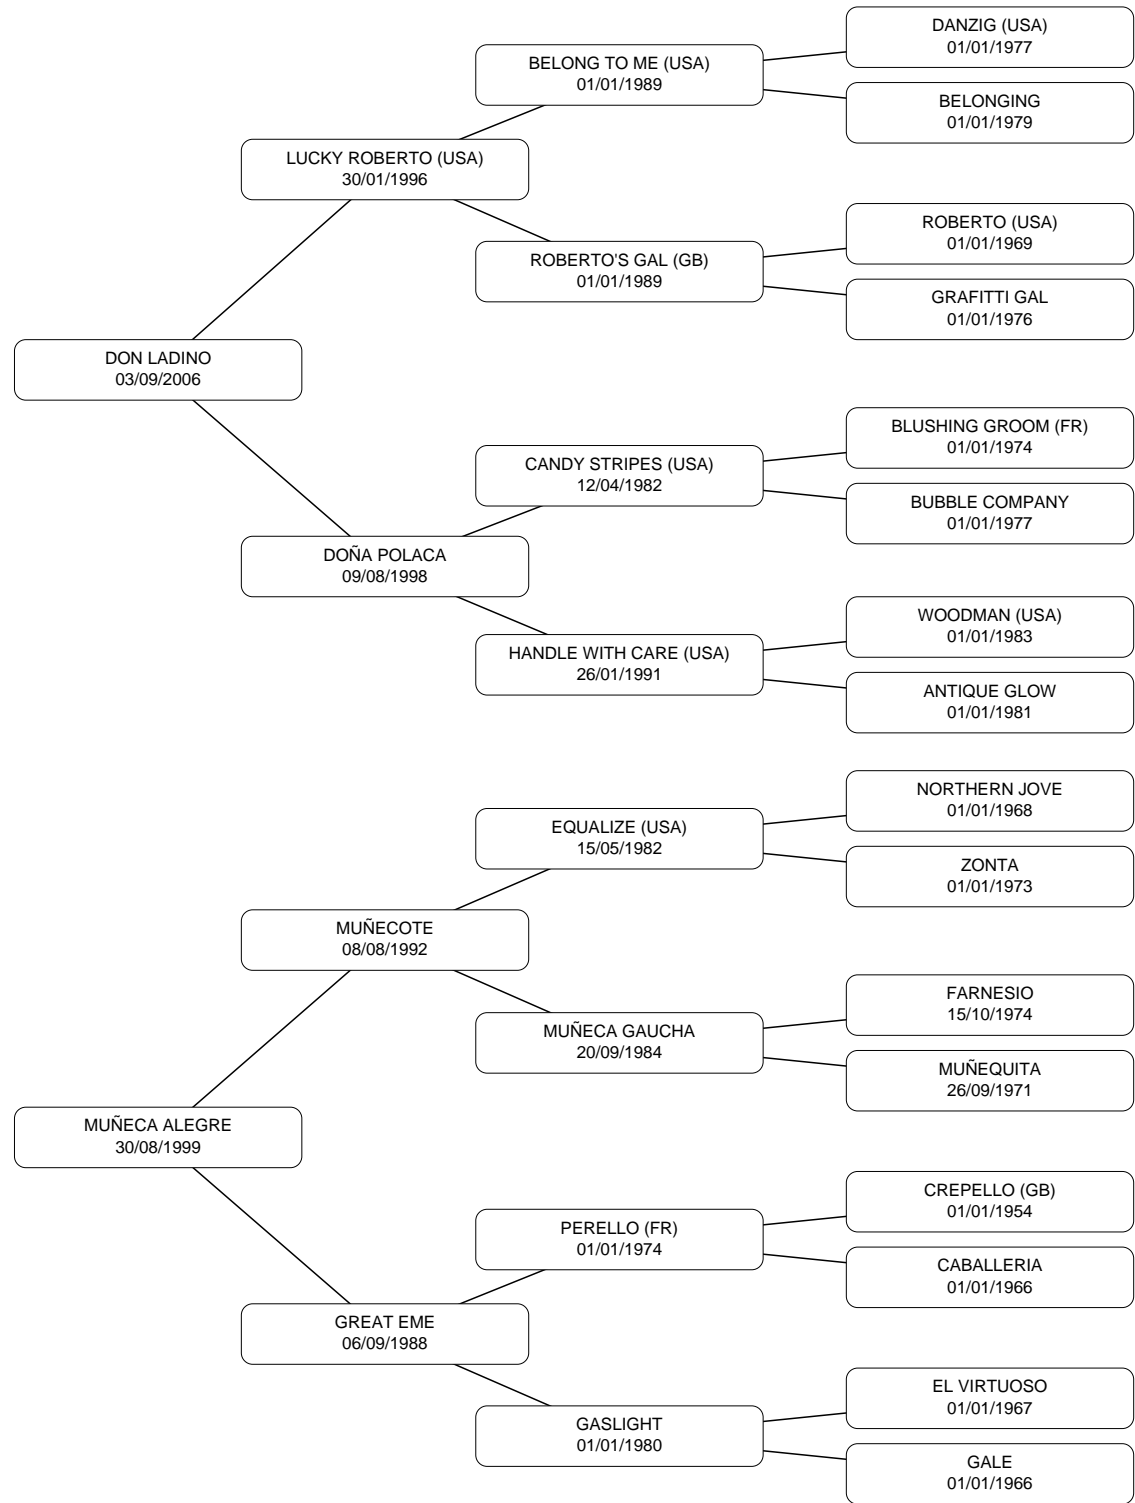 DANZIG (USA)
01/01/1977
BELONG TO ME (USA)
01/01/1989
BELONGING
01/01/1979
LUCKY ROBERTO (USA)
30/01/1996
ROBERTO (USA)
01/01/1969
ROBERTO'S GAL (GB)
01/01/1989
GRAFITTI GAL
01/01/1976
DON LADINO
03/09/2006
BLUSHING GROOM (FR)
01/01/1974
CANDY STRIPES (USA)
12/04/1982
BUBBLE COMPANY
01/01/1977
DOÑA POLACA
09/08/1998
WOODMAN (USA)
01/01/1983
HANDLE WITH CARE (USA)
26/01/1991
ANTIQUE GLOW
01/01/1981
NORTHERN JOVE
01/01/1968
EQUALIZE (USA)
15/05/1982
ZONTA
01/01/1973
MUÑECOTE
08/08/1992
FARNESIO
15/10/1974
MUÑECA GAUCHA
20/09/1984
MUÑEQUITA
26/09/1971
MUÑECA ALEGRE
30/08/1999
CREPELLO (GB)
01/01/1954
PERELLO (FR)
01/01/1974
CABALLERIA
01/01/1966
GREAT EME
06/09/1988
EL VIRTUOSO
01/01/1967
GASLIGHT
01/01/1980
GALE
01/01/1966